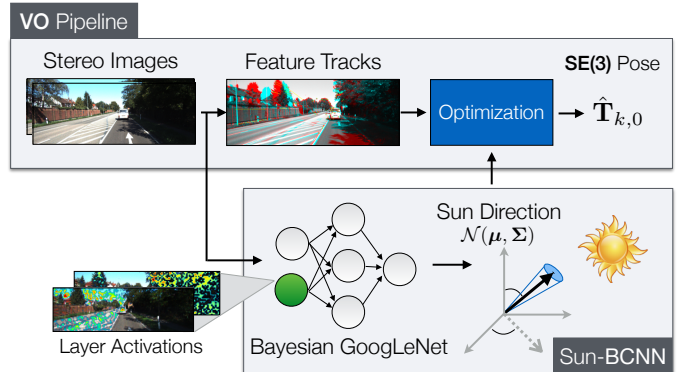 VO Pipeline
Stereo Images
Feature Tracks
SE(3) Pose
Optimization
T̂ₖ,₀
Sun Direction
𝒩(μ, Σ)
Layer Activations
Bayesian GoogLeNet
Sun-BCNN